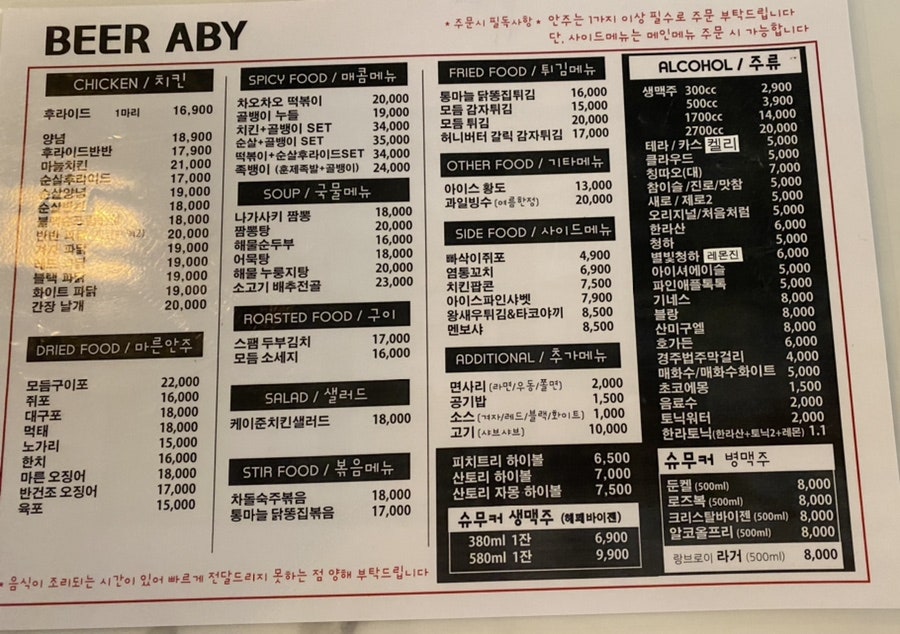 BEER ABY
* 주문시 필독사항 * 안주는 1가지 이상 필수로 주문 부탁드립니다
단, 사이드메뉴는 메인메뉴 주문 시 가능합니다
CHICKEN / 치킨
후라이드 1마리 16,900
양념 18,900
후라이드반반 17,900
마늘치킨 21,000
순살후라이드 17,000
순살양념 19,000
순살 18,000
18,000
반반 20,000
파닭 19,000
19,000
블랙 파닭 19,000
화이트 파닭 19,000
간장 날개 20,000
DRIED FOOD / 마른안주
모듬구이포 22,000
쥐포 16,000
대구포 18,000
먹태 18,000
노가리 15,000
한치 16,000
마른 오징어 18,000
반건조 오징어 17,000
육포 15,000
SPICY FOOD / 매콤메뉴
차오차오 떡볶이 20,000
골뱅이 누들 19,000
치킨+골뱅이 SET 34,000
순살+골뱅이 SET 35,000
떡볶이+순살후라이드SET 34,000
족뱅이 (훈제족발+골뱅이) 24,000
SOUP / 국물메뉴
나가사키 짬뽕 18,000
짬뽕탕 20,000
해물순두부 16,000
어묵탕 18,000
해물 누룽지탕 20,000
소고기 배추전골 23,000
ROASTED FOOD / 구이
스팸 두부김치 17,000
모듬 소세지 16,000
SALAD / 샐러드
케이준치킨샐러드 18,000
STIR FOOD / 볶음메뉴
차돌숙주볶음 18,000
통마늘 닭똥집볶음 17,000
FRIED FOOD / 튀김메뉴
통마늘 닭똥집튀김 16,000
모듬 감자튀김 15,000
모듬 튀김 20,000
허니버터 갈릭 감자튀김 17,000
OTHER FOOD / 기타메뉴
아이스 황도 13,000
과일빙수 (여름한정) 20,000
SIDE FOOD / 사이드메뉴
빠삭이쥐포 4,900
염통꼬치 6,900
치킨팝콘 7,500
아이스파인샤벳 7,900
왕새우튀김&타코야끼 8,500
멘보샤 8,500
ADDITIONAL / 추가메뉴
면사리 (라면/우동/쫄면) 2,000
공기밥 1,500
소스 (겨자/레드/블랙/화이트) 1,000
고기 (샤브샤브) 10,000
피치트리 하이볼 6,500
산토리 하이볼 7,000
산토리 자몽 하이볼 7,500
슈무커 생맥주 (헤페바이젠)
380ml 1잔 6,900
580ml 1잔 9,900
ALCOHOL / 주류
생맥주 300cc 2,900
500cc 3,900
1700cc 14,000
2700cc 20,000
테라 / 카스 켈리 5,000
클라우드 5,000
칭따오(대) 7,000
참이슬 / 진로 / 맛참 5,000
새로 / 제로2 5,000
오리지널/처음처럼 5,000
한라산 6,000
청하 5,000
별빛청하 레몬진 6,000
아이셔에이슬 5,000
파인애플톡톡 5,000
기네스 8,000
블랑 8,000
산미구엘 8,000
호가든 6,000
경주법주막걸리 4,000
매화수/매화수화이트 5,000
초코에몽 1,500
음료수 2,000
토닉워터 2,000
한라토닉(한라산+토닉2+레몬) 1.1
슈무커 병맥주
둔켈 (500ml) 8,000
로즈복 (500ml) 8,000
크리스탈바이젠 (500ml) 8,000
알코올프리 (500ml) 8,000
랑브로이 라거 (500ml) 8,000
* 음식이 조리되는 시간이 있어 빠르게 전달드리지 못하는 점 양해 부탁드립니다